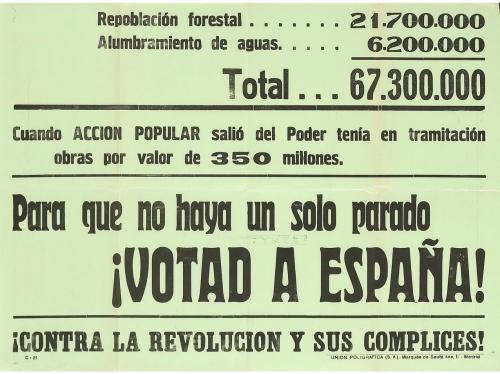 Repoblación forestal . . . . . . 21.700.000
Alumbramiento de aguas. . . . . 6.200.000
Total . . . 67.300.000
Cuando ACCION POPULAR salió del Poder tenía en tramitación
obras por valor de 350 millones.
Para que no haya un solo parado
¡VOTAD A ESPAÑA!
¡CONTRA LA REVOLUCION Y SUS COMPLICES!
C - 21
UNION POLIGRAFICA (S. A.). Marqués de Santa Ana, 11. - Madrid